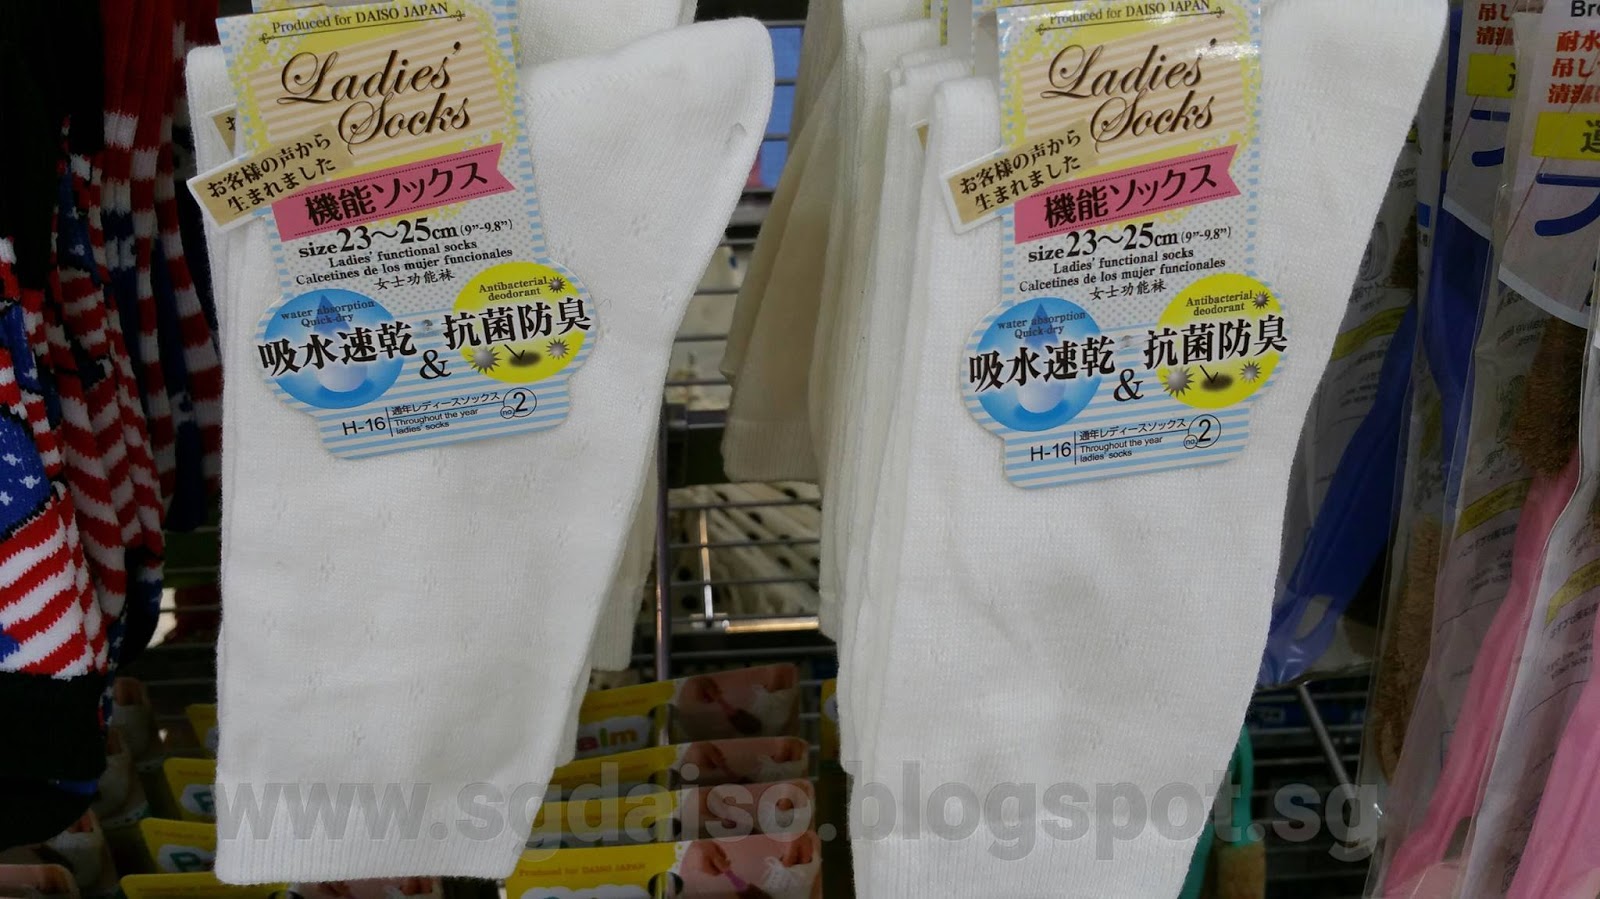 Produced for DAISO JAPAN
Ladies'
Socks
お客様の声から
生まれました
機能ソックス
size23～25cm(9"-9.8")
Ladies' functional socks
Calcetines de los mujer funcionales
女士功能袜
water absorption
Quick-dry
吸水速乾
&
Antibacterial
deodorant
抗菌防臭
H-16
通年レディースソックス
Throughout the year
ladies' socks
no.2
Produced for DAISO JAPAN
Ladies'
Socks
お客様の声から
生まれました
機能ソックス
size23～25cm(9"-9.8")
Ladies' functional socks
Calcetines de los mujer funcionales
女士功能袜
water absorption
Quick-dry
吸水速乾
&
Antibacterial
deodorant
抗菌防臭
H-16
通年レディースソックス
Throughout the year
ladies' socks
no.2
Produced for DAISO JAPAN
www.sgdaiso.blogspot.sg